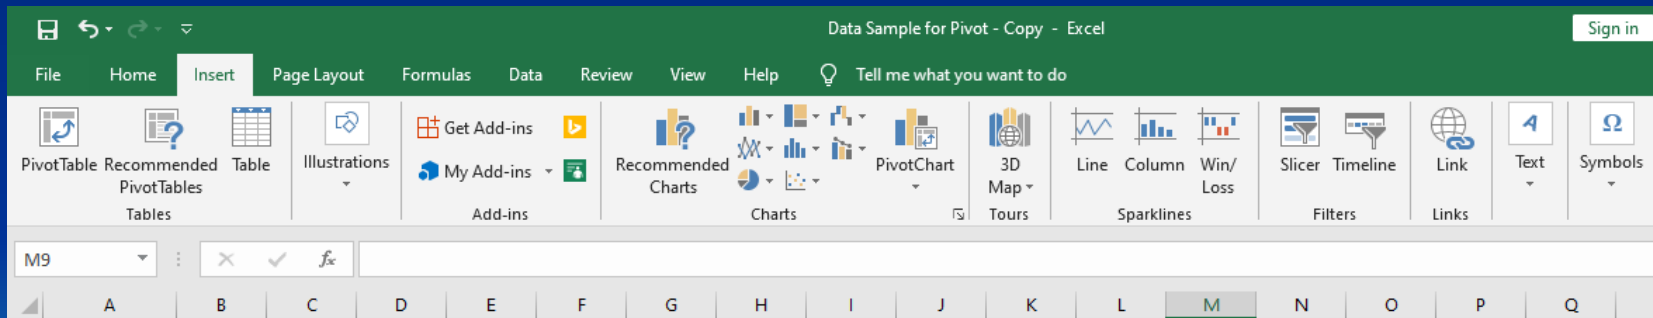 Data Sample for Pivot - Copy - Excel
Sign in
File Home Insert Page Layout Formulas Data Review View Help Tell me what you want to do
PivotTable Recommended PivotTables Table
Tables
Illustrations
Get Add-ins
My Add-ins
Add-ins
Recommended Charts
PivotChart
Charts
3D Map
Tours
Line Column Win/Loss
Sparklines
Slicer Timeline
Filters
Link
Links
Text
Symbols
M9
fx
A B C D E F G H I J K L M N O P Q